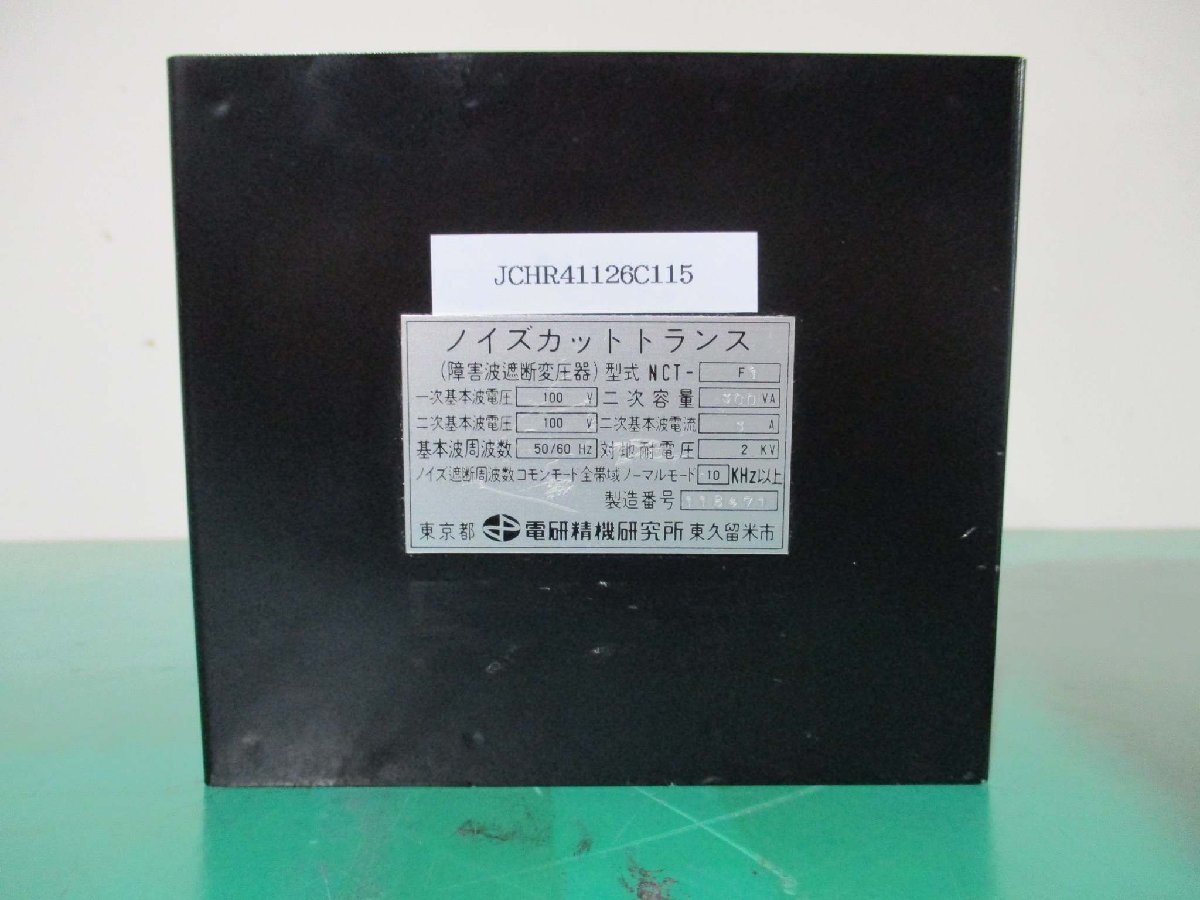 JCHR41126C115
ノイズカットトランス
(障害波遮断変圧器) 型式 NCT- F3
一次基本波電圧 100 V 二次容量 300 VA
二次基本波電圧 100 V 二次基本波電流 3 A
基本波周波数 50/60 Hz 対地耐電圧 2 KV
ノイズ遮断周波数 コモンモード全帯域 ノーマルモード 10 KHz以上
製造番号
東京都 電研精機研究所 東久留米市